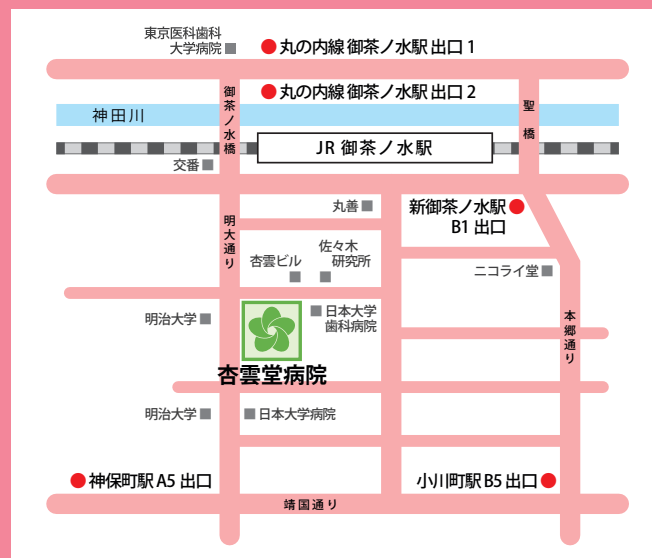 東京医科歯科
大学病院
丸の内線 御茶ノ水駅 出口 1
丸の内線 御茶ノ水駅 出口 2
御茶ノ水橋
聖橋
神田川
JR 御茶ノ水駅
交番
丸善
新御茶ノ水駅
B1 出口
明大通り
佐々木
研究所
杏雲ビル
ニコライ堂
明治大学
日本大学
歯科病院
本郷通り
杏雲堂病院
明治大学
日本大学病院
神保町駅 A5 出口
小川町駅 B5 出口
靖国通り